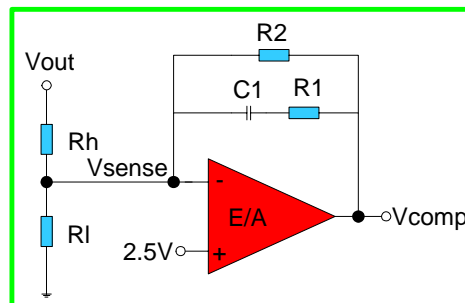 R2
Vout
C1 R1
Rh
Vsense
-
E/A
Vcomp
Rl
2.5V
+